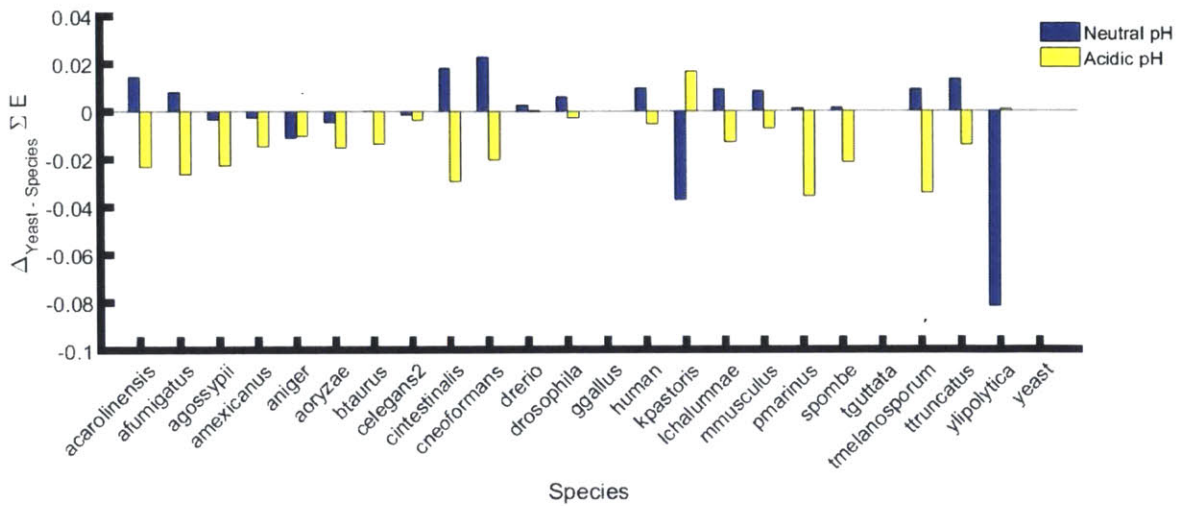 0.04
0.02
0
-0.02
-0.04
-0.06
-0.08
-0.1
Δ Yeast - Species Σ E
Neutral pH
Acidic pH
acarolinensis
afumigatus
agossypii
amexicanus
aniger
aoryzae
btaurus
celegans2
cintestinalis
cneoformans
drerio
drosophila
ggallus
human
kpastoris
lchalumnae
mmusculus
pmarinus
spombe
tguttata
tmelanosporum
ttruncatus
ylipolytica
yeast
Species